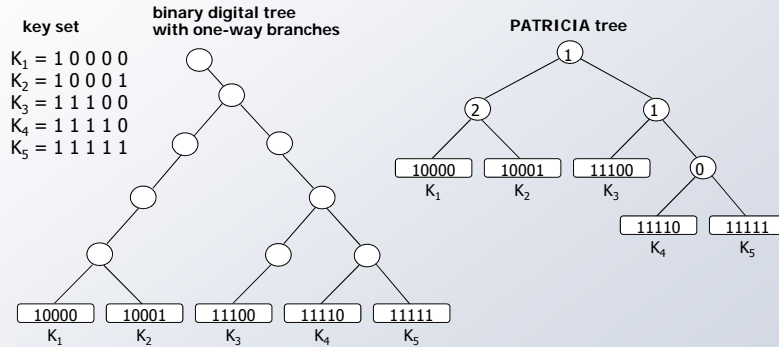 key set
K1 = 1 0 0 0 0
K2 = 1 0 0 0 1
K3 = 1 1 1 0 0
K4 = 1 1 1 1 0
K5 = 1 1 1 1 1
binary digital tree
with one-way branches
10000 10001 11100 11110 11111
K1 K2 K3 K4 K5
PATRICIA tree
1
2 1
10000 10001 11100 0
K1 K2 K3
11110 11111
K4 K5